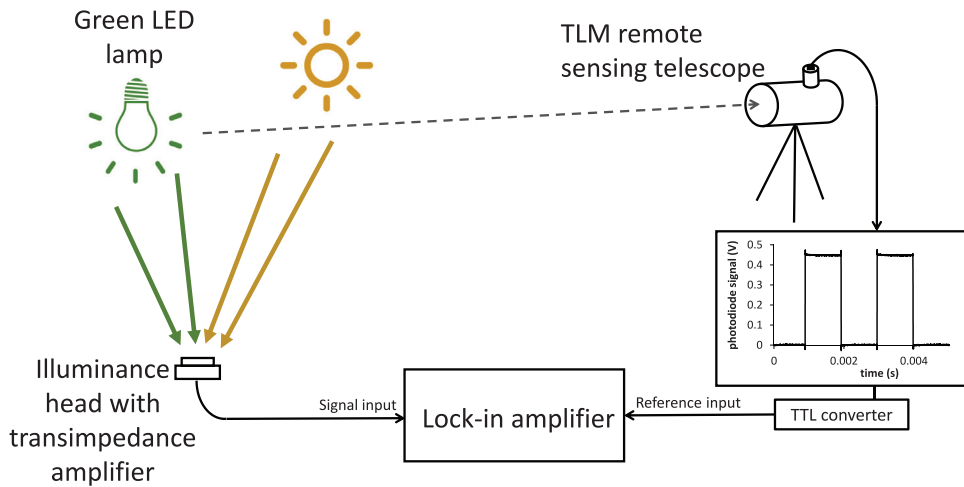 Green LED
lamp
TLM remote
sensing telescope
0.5
0.4
0.3
0.2
0.1
0
photodiode signal (V)
0
0.002
0.004
time (s)
Illuminance
head with
transimpedance
amplifier
Signal input
Lock-in amplifier
Reference input
TTL converter